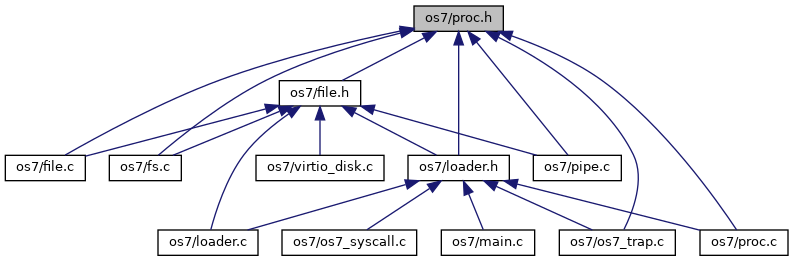 os7/proc.h
os7/file.h
os7/file.c
os7/fs.c
os7/virtio_disk.c
os7/loader.h
os7/pipe.c
os7/loader.c
os7/os7_syscall.c
os7/main.c
os7/os7_trap.c
os7/proc.c